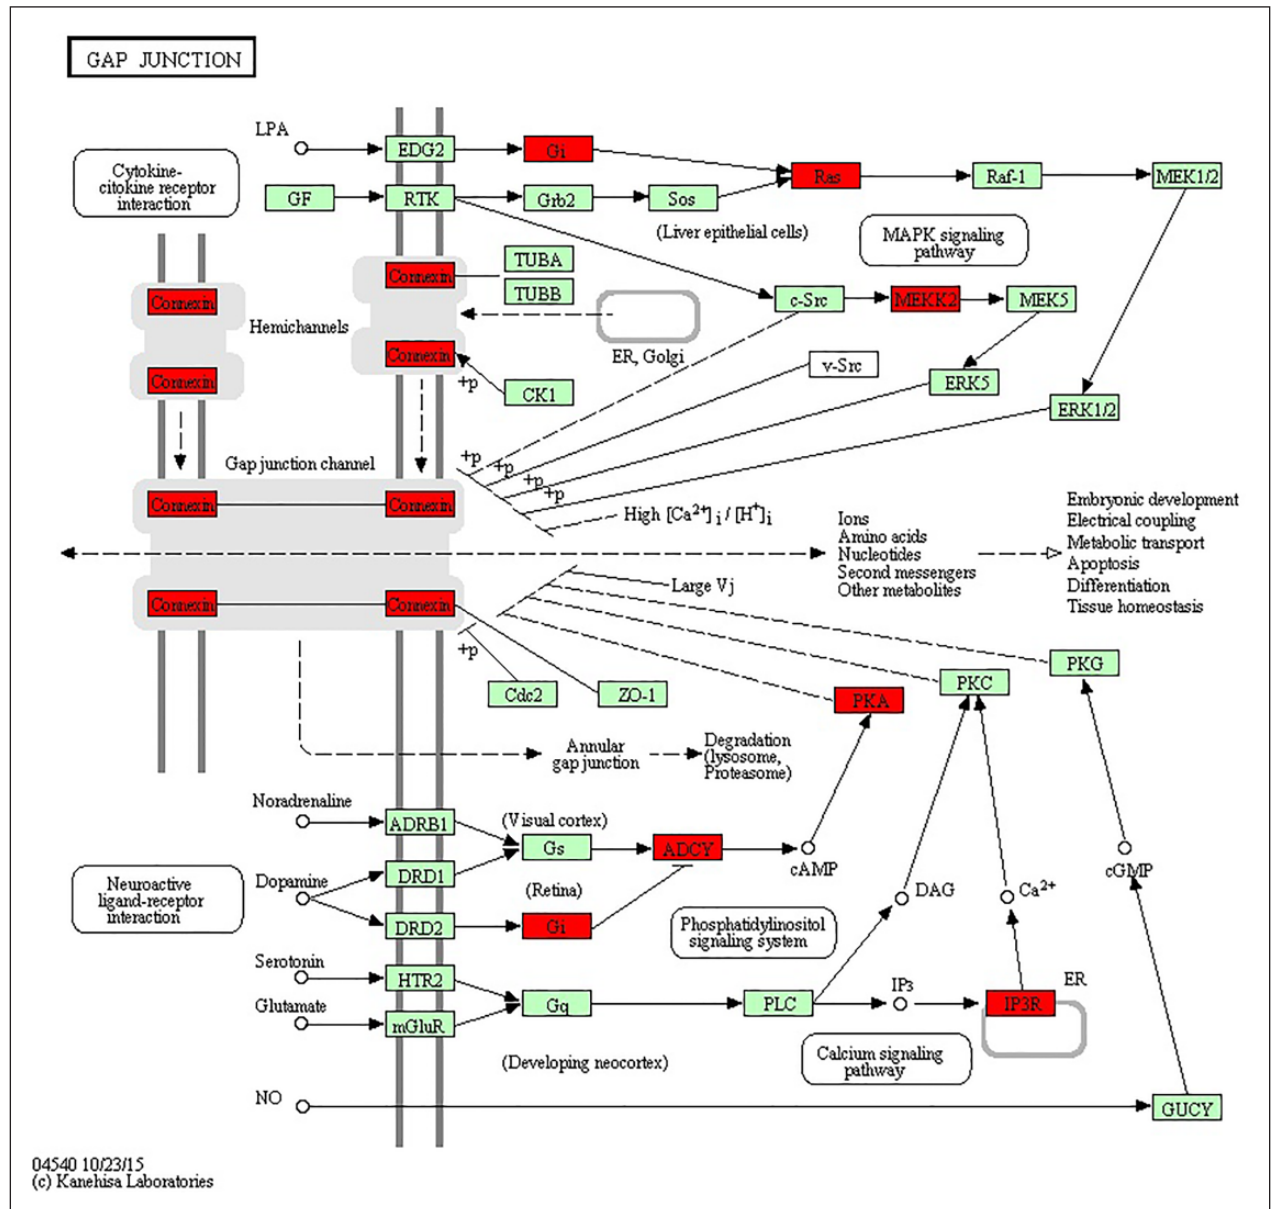 GAP JUNCTION
LPA
EDG2
Gi
Cytokine-
citokine receptor
interaction
GF
RTK
Grb2
Sos
Ras
Raf-1
MEK1/2
(Liver epithelial cells)
MAPK signaling
pathway
Connexin
TUBA
TUBB
Connexin
Hemichannels
c-Src
MEKK2
MEK5
ER, Golgi
v-Src
Connexin
Connexin
+p
CK1
ERK5
ERK1/2
Gap junction channel
+p
+p
+p
+p
Connexin
Connexin
High [Ca2+]i / [H+]i
Ions
Amino acids
Nucleotides
Second messengers
Other metabolites
Embryonic development
Electrical coupling
Metabolic transport
Apoptosis
Differentiation
Tissue homeostasis
Large Vj
Connexin
Connexin
+p
Cdc2
ZO-1
PKA
PKC
PKG
Annular
gap junction
Degradation
(lysosome,
Proteasome)
Noradrenaline
ADRB1
(Visual cortex)
Gs
ADCY
cAMP
cGMP
Neuroactive
ligand-receptor
interaction
Dopamine
DRD1
(Retina)
DRD2
Gi
Phosphatidylinositol
signaling system
DAG
Ca2+
Serotonin
HTR2
Glutamate
mGluR
Gq
PLC
IP3
IP3R
ER
(Developing neocortex)
Calcium signaling
pathway
NO
GUCY
04540 10/23/15
(c) Kanehisa Laboratories